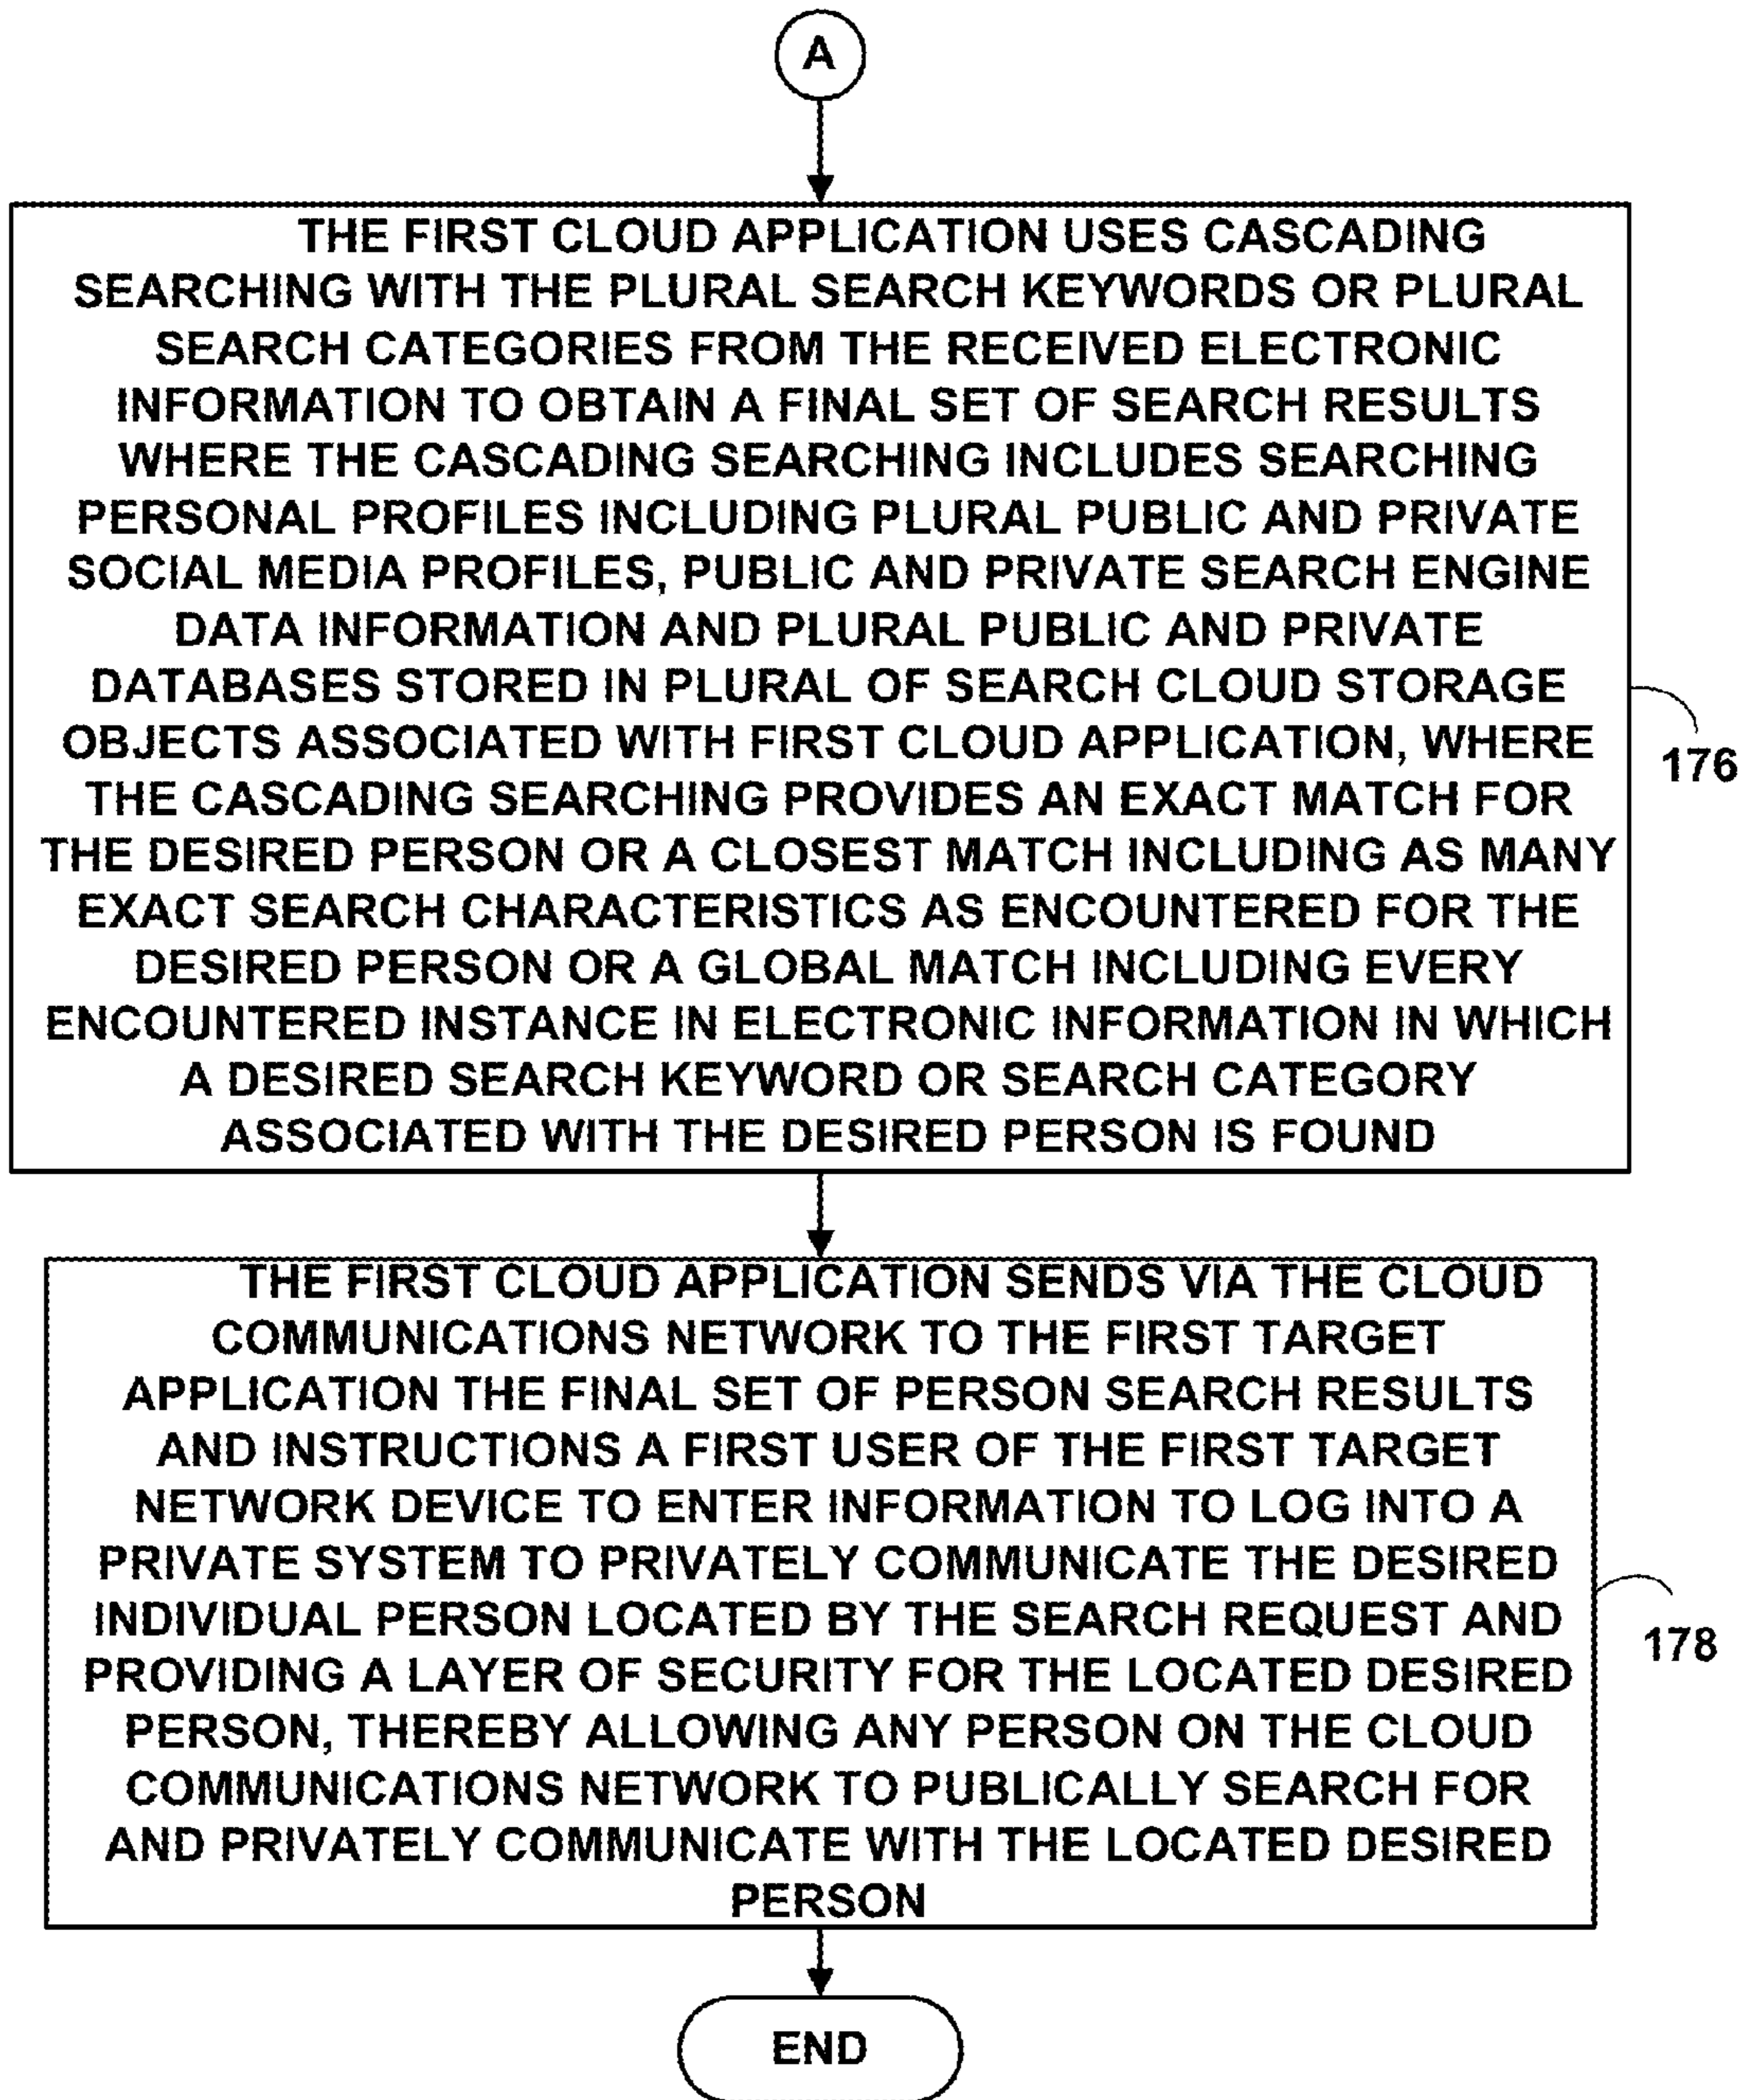 A
THE FIRST CLOUD APPLICATION USES CASCADING
SEARCHING WITH THE PLURAL SEARCH KEYWORDS OR PLURAL
SEARCH CATEGORIES FROM THE RECEIVED ELECTRONIC
INFORMATION TO OBTAIN A FINAL SET OF SEARCH RESULTS
WHERE THE CASCADING SEARCHING INCLUDES SEARCHING
PERSONAL PROFILES INCLUDING PLURAL PUBLIC AND PRIVATE
SOCIAL MEDIA PROFILES, PUBLIC AND PRIVATE SEARCH ENGINE
DATA INFORMATION AND PLURAL PUBLIC AND PRIVATE
DATABASES STORED IN PLURAL OF SEARCH CLOUD STORAGE
OBJECTS ASSOCIATED WITH FIRST CLOUD APPLICATION, WHERE
THE CASCADING SEARCHING PROVIDES AN EXACT MATCH FOR
THE DESIRED PERSON OR A CLOSEST MATCH INCLUDING AS MANY
EXACT SEARCH CHARACTERISTICS AS ENCOUNTERED FOR THE
DESIRED PERSON OR A GLOBAL MATCH INCLUDING EVERY
ENCOUNTERED INSTANCE IN ELECTRONIC INFORMATION IN WHICH
A DESIRED SEARCH KEYWORD OR SEARCH CATEGORY
ASSOCIATED WITH THE DESIRED PERSON IS FOUND
176
THE FIRST CLOUD APPLICATION SENDS VIA THE CLOUD
COMMUNICATIONS NETWORK TO THE FIRST TARGET
APPLICATION THE FINAL SET OF PERSON SEARCH RESULTS
AND INSTRUCTIONS A FIRST USER OF THE FIRST TARGET
NETWORK DEVICE TO ENTER INFORMATION TO LOG INTO A
PRIVATE SYSTEM TO PRIVATELY COMMUNICATE THE DESIRED
INDIVIDUAL PERSON LOCATED BY THE SEARCH REQUEST AND
PROVIDING A LAYER OF SECURITY FOR THE LOCATED DESIRED
PERSON, THEREBY ALLOWING ANY PERSON ON THE CLOUD
COMMUNICATIONS NETWORK TO PUBLICALLY SEARCH FOR
AND PRIVATELY COMMUNICATE WITH THE LOCATED DESIRED
PERSON
178
END